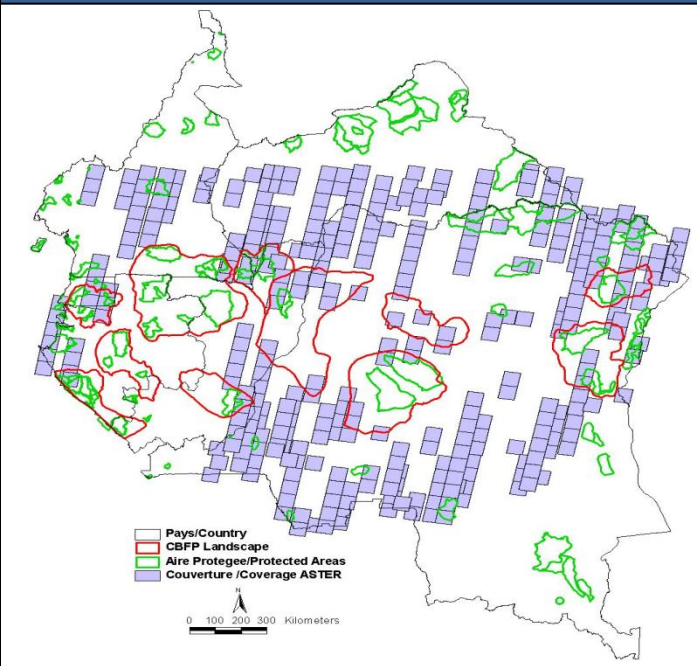 Pays/Country
CBFP Landscape
Aire Protegee/Protected Areas
Couverture /Coverage ASTER
N
0 100 200 300 Kilometers